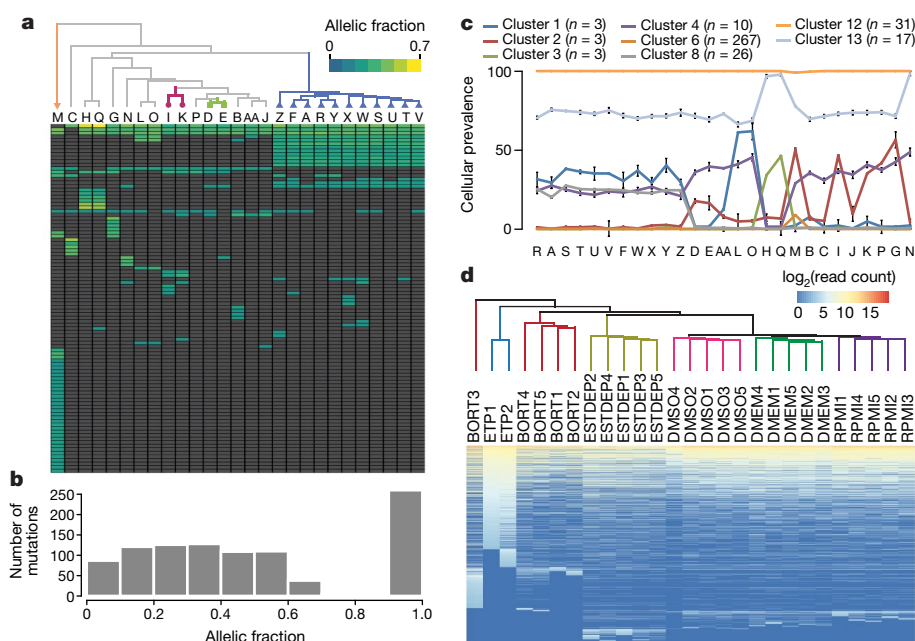 a
Allelic fraction
0 0.7
M C H Q G N L O I K P D E B AA J Z F A R Y X W S U T V
b
Number of mutations
250
200
150
100
50
0
0 0.2 0.4 0.6 0.8 1.0
Allelic fraction
c
Cluster 1 (n = 3)
Cluster 2 (n = 3)
Cluster 3 (n = 3)
Cluster 4 (n = 10)
Cluster 6 (n = 267)
Cluster 8 (n = 26)
Cluster 12 (n = 31)
Cluster 13 (n = 17)
Cellular prevalence
100
50
0
R A S T U V F W X Y Z D E AA L O H Q M B C I J K P G N
d
log2(read count)
0 5 10 15
BORT3
ETP1
ETP2
BORT4
BORT5
BORT1
BORT2
ESTDEP2
ESTDEP4
ESTDEP1
ESTDEP3
ESTDEP5
DMSO4
DMSO2
DMSO1
DMSO3
DMSO5
DMEM4
DMEM1
DMEM5
DMEM2
DMEM3
RPMI1
RPMI4
RPMI5
RPMI2
RPMI3